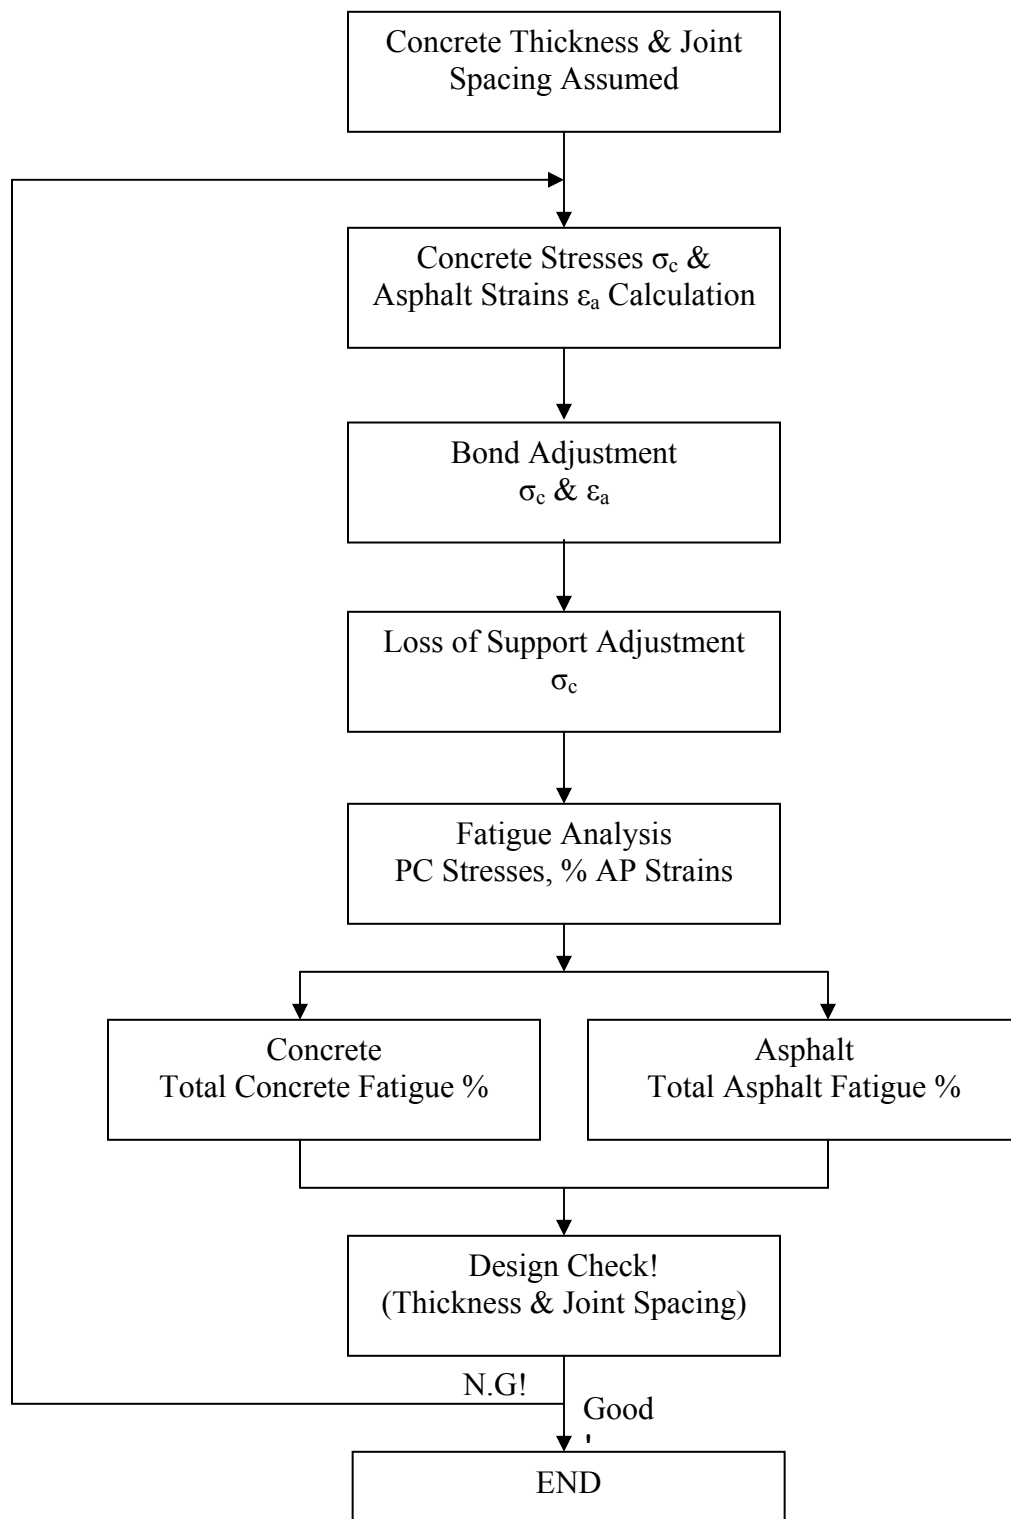 Concrete Thickness & Joint
Spacing Assumed
Concrete Stresses σc &
Asphalt Strains εa Calculation
Bond Adjustment
σc & εa
Loss of Support Adjustment
σc
Fatigue Analysis
PC Stresses, % AP Strains
Concrete
Total Concrete Fatigue %
Asphalt
Total Asphalt Fatigue %
Design Check!
(Thickness & Joint Spacing)
N.G!
Good
END